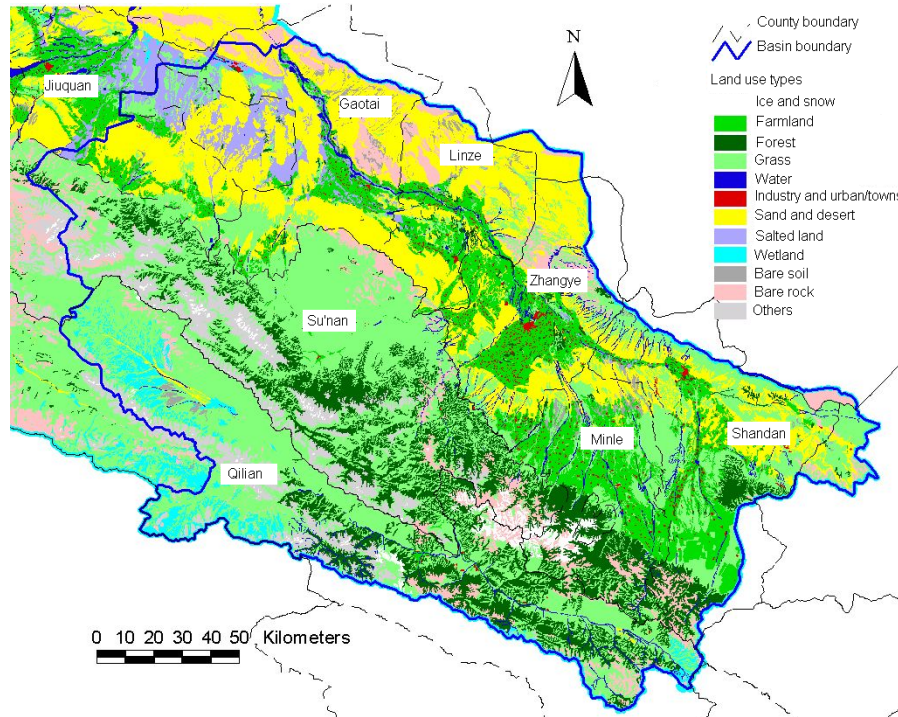 County boundary
Basin boundary
N
Land use types
Ice and snow
Farmland
Forest
Grass
Water
Industry and urban/towns
Sand and desert
Salted land
Wetland
Bare soil
Bare rock
Others
Jiuquan
Gaotai
Linze
Zhangye
Su'nan
Minle
Shandan
Qilian
0 10 20 30 40 50 Kilometers